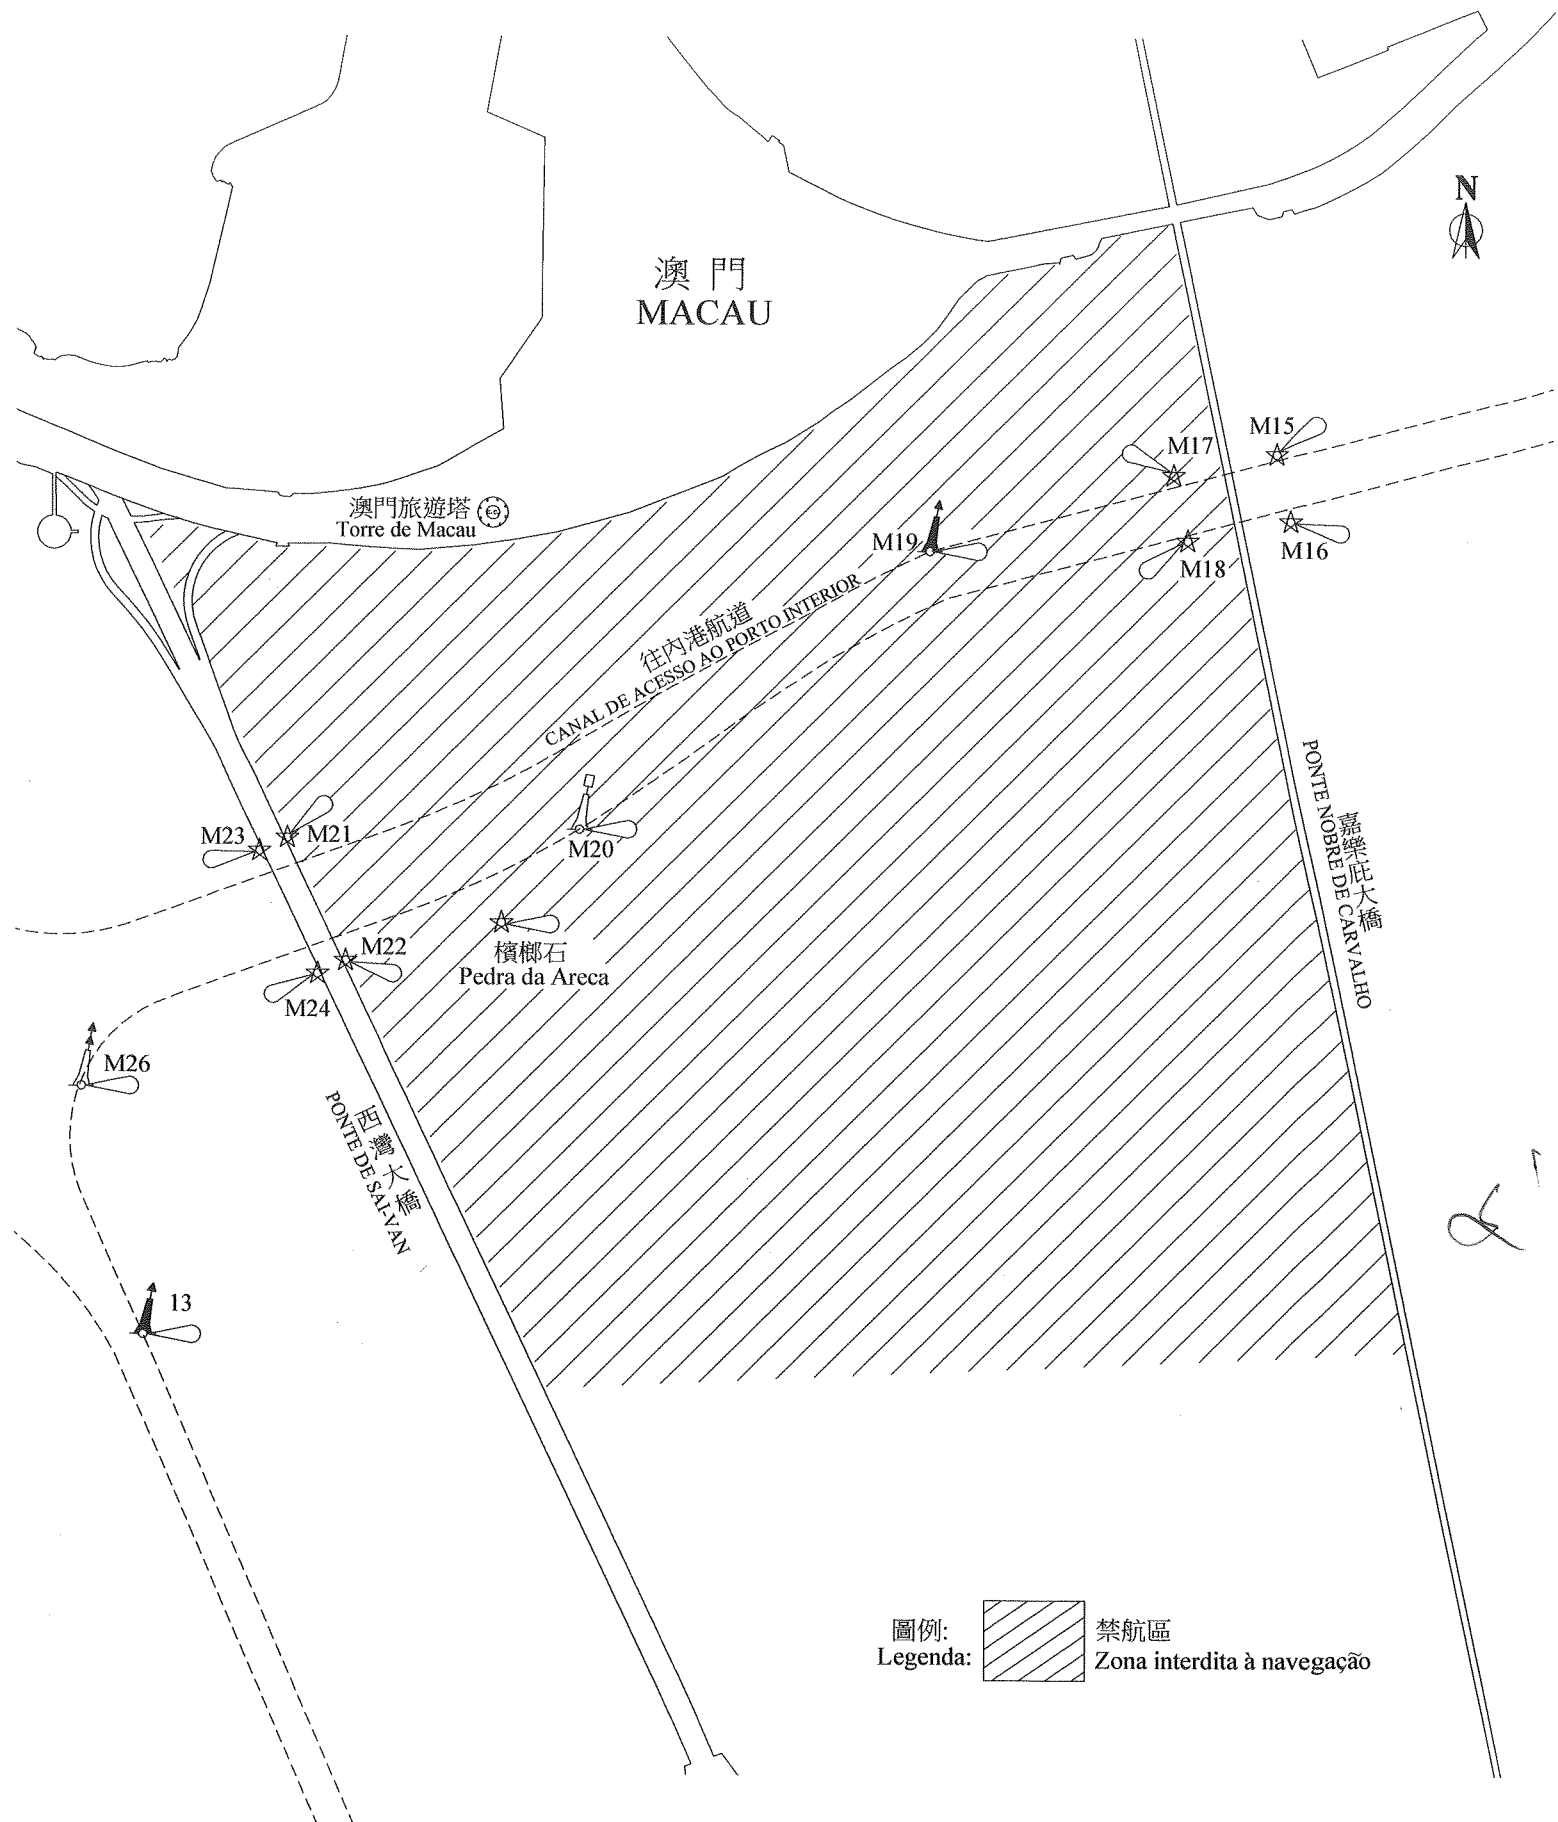 N
澳門
MACAU
M15
M17
澳門旅遊塔
Torre de Macau
M19
M16
M18
往內港航道
CANAL DE ACESSO AO PORTO INTERIOR
M23
M21
M20
嘉樂庇大橋
PONTE NOBRE DE CARVALHO
M22
檳榔石
Pedra da Areca
M24
M26
西灣大橋
PONTE DE SAI-VAN
13
圖例:
Legenda:
禁航區
Zona interdita à navegação